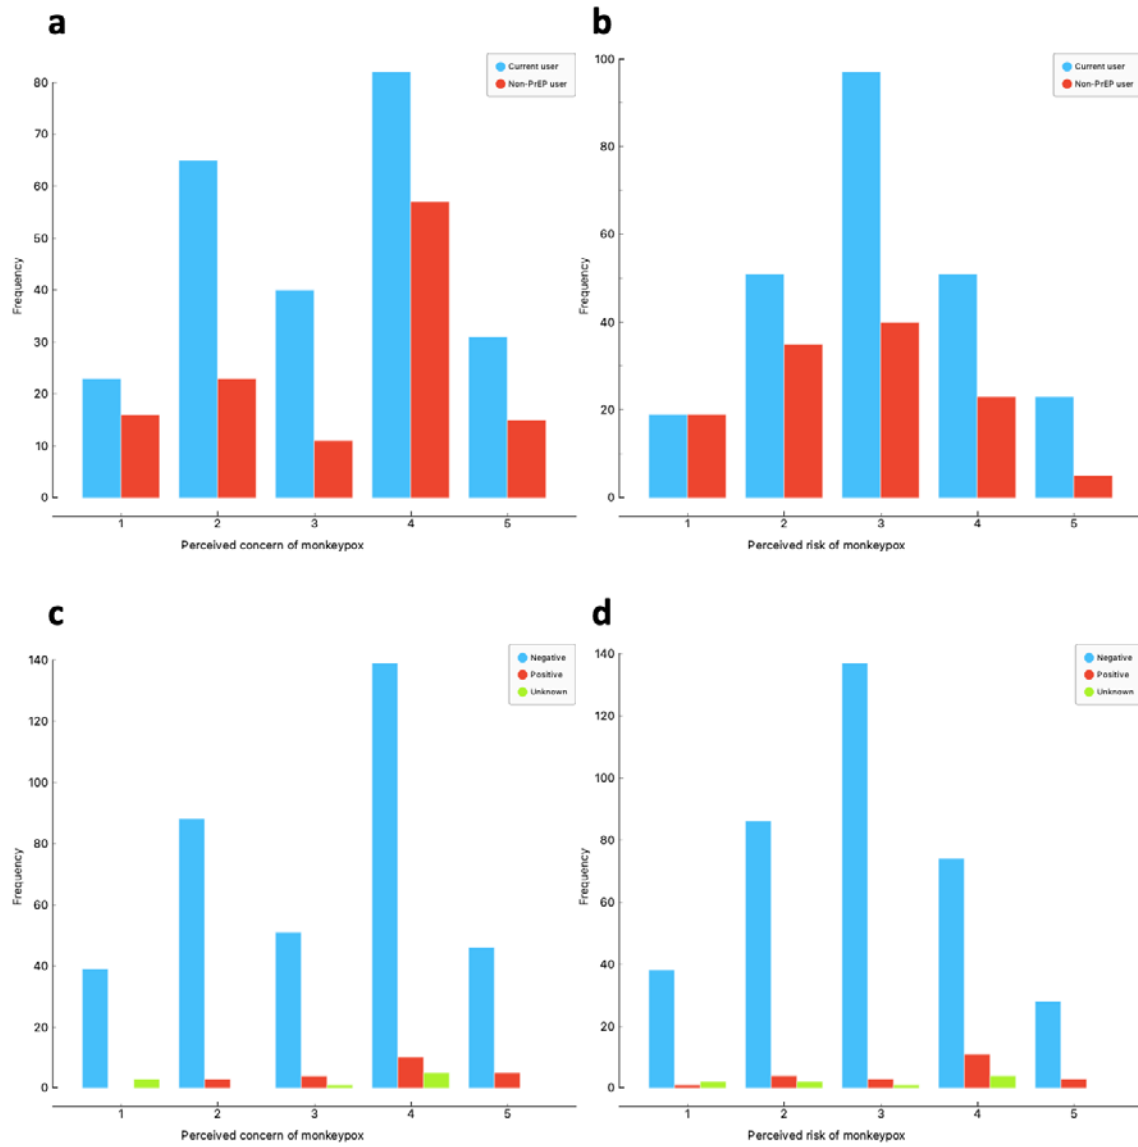 a
Current user
Non-PrEP user
80
70
60
50
40
30
20
10
0
Frequency
1 2 3 4 5
Perceived concern of monkeypox
b
Current user
Non-PrEP user
100
80
60
40
20
0
Frequency
1 2 3 4 5
Perceived risk of monkeypox
c
Negative
Positive
Unknown
140
120
100
80
60
40
20
0
Frequency
1 2 3 4 5
Perceived concern of monkeypox
d
Negative
Positive
Unknown
140
120
100
80
60
40
20
0
Frequency
1 2 3 4 5
Perceived risk of monkeypox